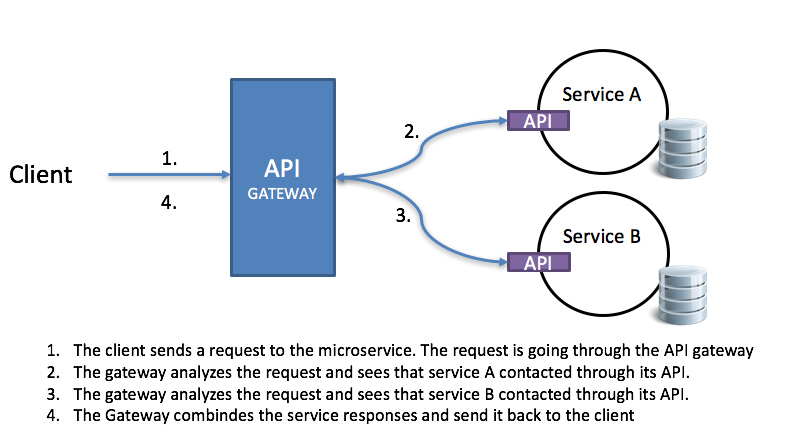 Client
1.
4.
API
GATEWAY
2.
3.
API
Service A
API
Service B
1. The client sends a request to the microservice. The request is going through the API gateway
2. The gateway analyzes the request and sees that service A contacted through its API.
3. The gateway analyzes the request and sees that service B contacted through its API.
4. The Gateway combindes the service responses and send it back to the client